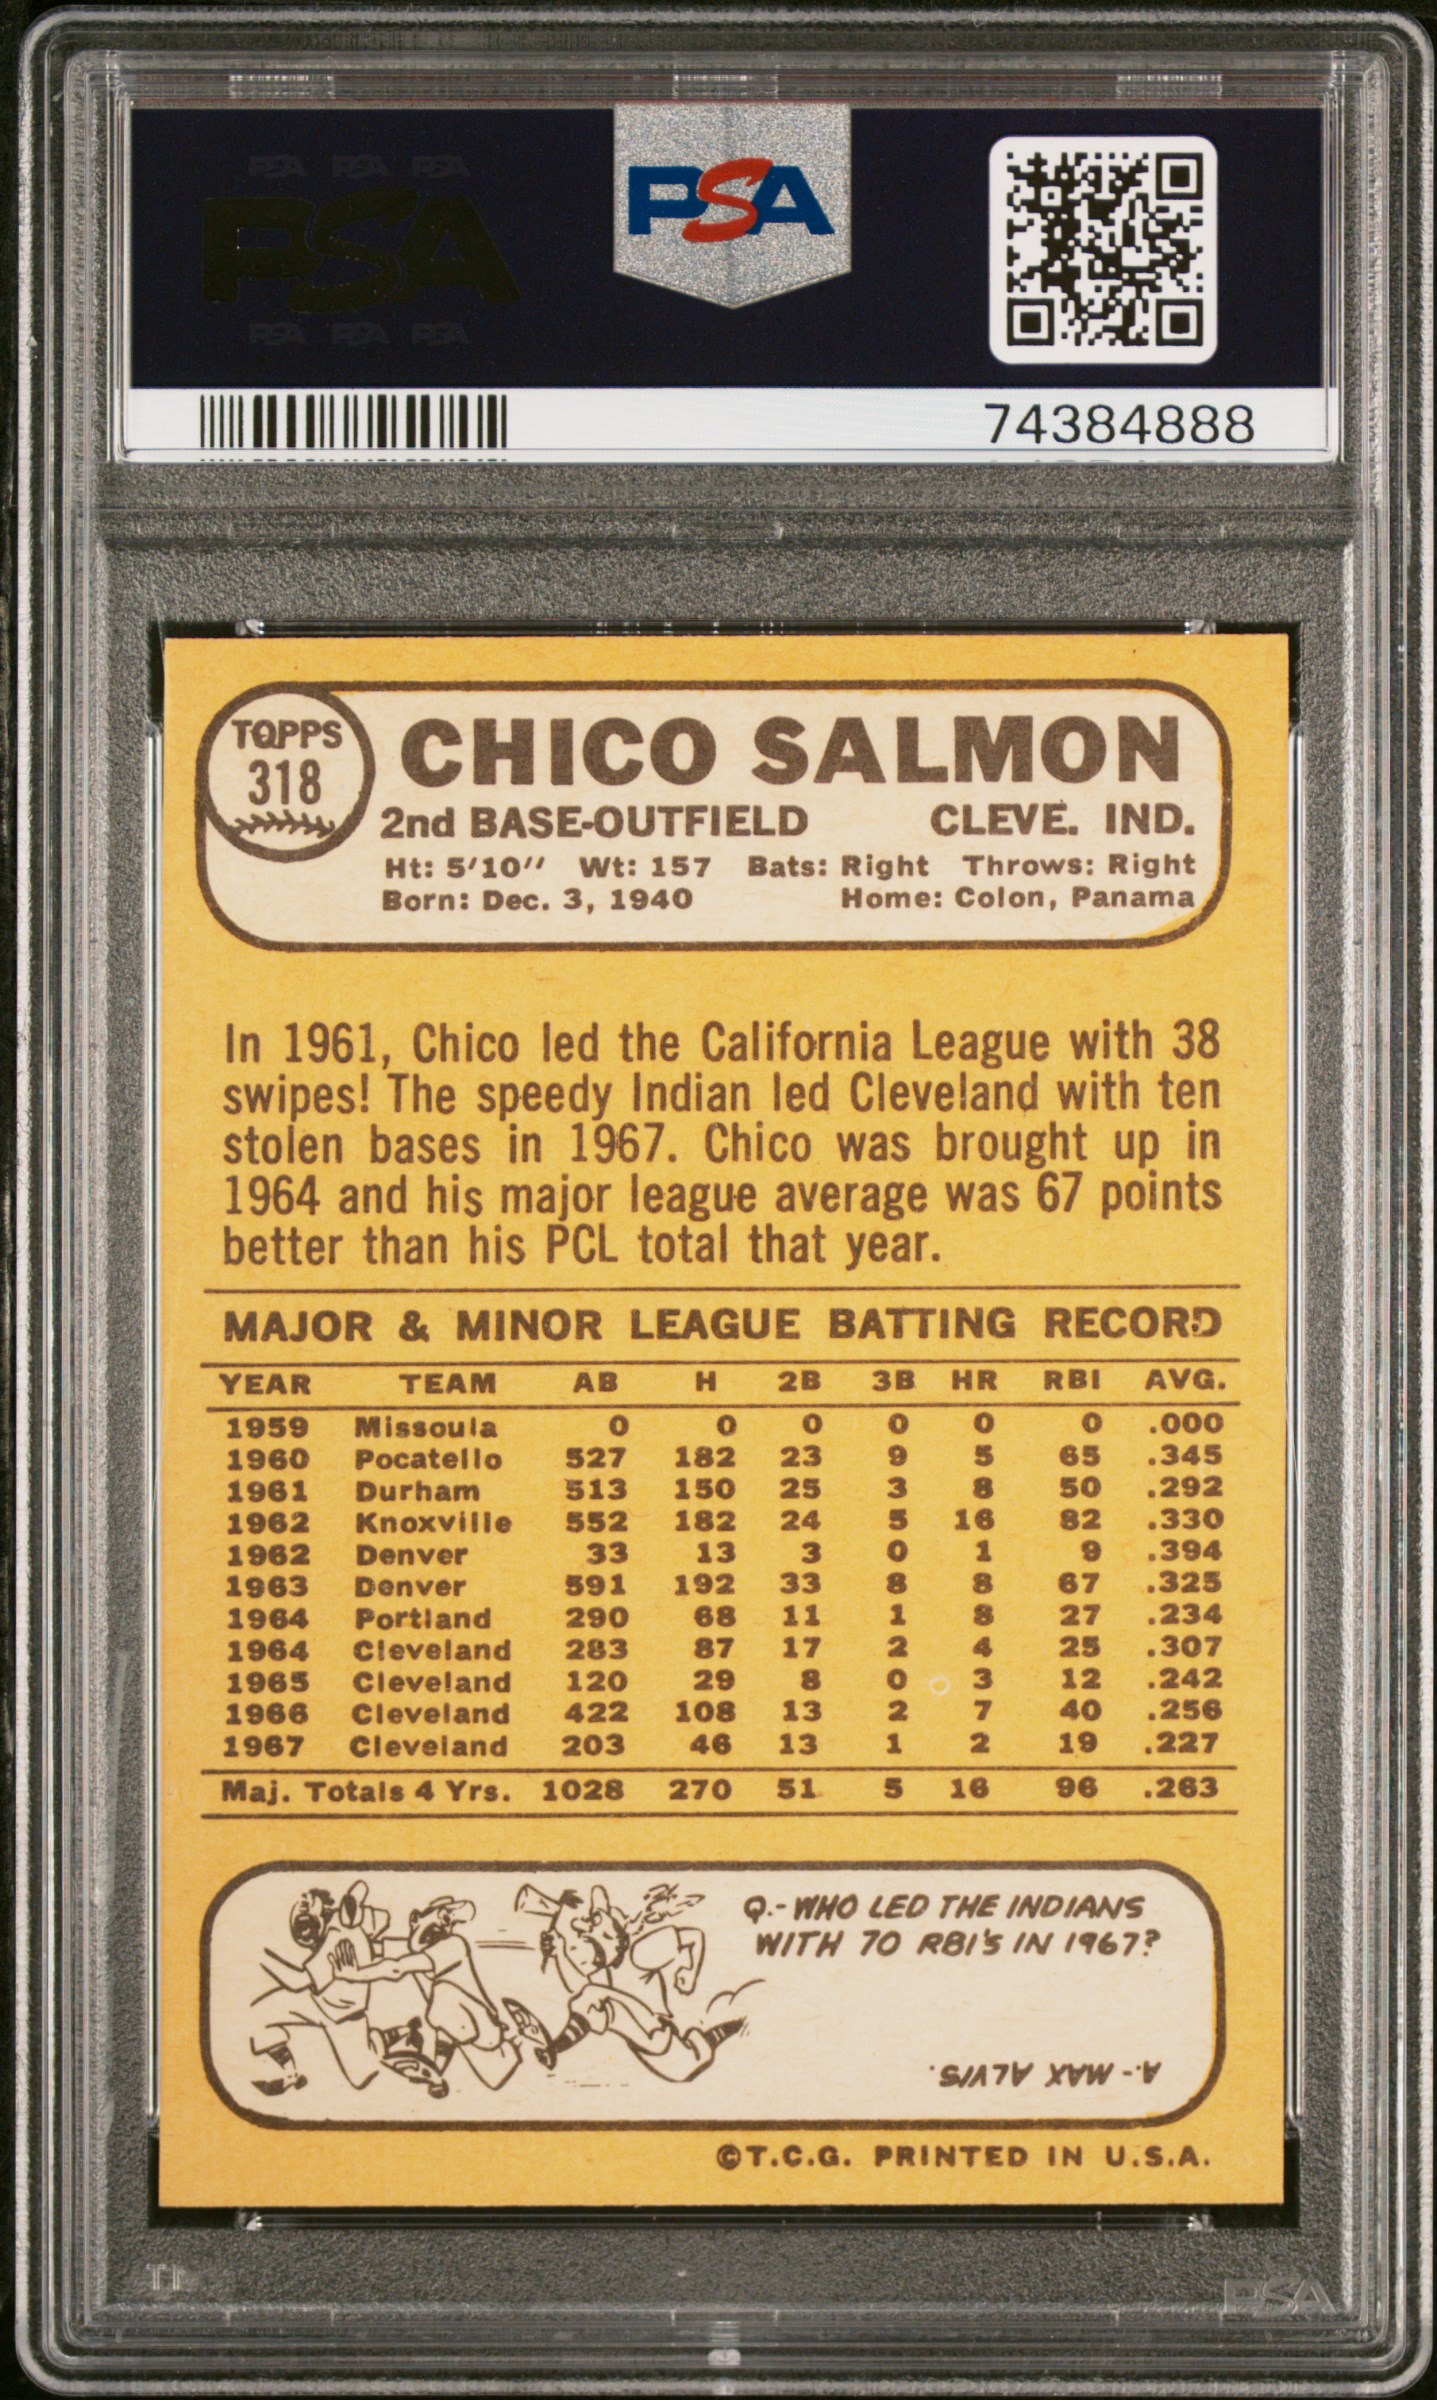 PSA PSA PSA
PSA
PSA PSA PSA
PSA
74384888
TOPPS
318
CHICO SALMON
2nd BASE-OUTFIELD CLEVE. IND.
Ht: 5'10" Wt: 157 Bats: Right Throws: Right
Born: Dec. 3, 1940 Home: Colon, Panama
In 1961, Chico led the California League with 38
swipes! The speedy Indian led Cleveland with ten
stolen bases in 1967. Chico was brought up in
1964 and his major league average was 67 points
better than his PCL total that year.
MAJOR & MINOR LEAGUE BATTING RECORD
YEAR TEAM AB H 2B 3B HR RBI AVG.
1959 Missoula 0 0 0 0 0 0 .000
1960 Pocatello 527 182 23 9 5 65 .345
1961 Durham 513 150 25 3 8 50 .292
1962 Knoxville 552 182 24 5 16 82 .330
1962 Denver 33 13 3 0 1 9 .394
1963 Denver 591 192 33 8 8 67 .325
1964 Portland 290 68 11 1 8 27 .234
1964 Cleveland 283 87 17 2 4 25 .307
1965 Cleveland 120 29 8 0 3 12 .242
1966 Cleveland 422 108 13 2 7 40 .256
1967 Cleveland 203 46 13 1 2 19 .227
Maj. Totals 4 Yrs. 1028 270 51 5 16 96 .263
Q.- WHO LED THE INDIANS
WITH 70 RBI'S IN 1967?
A.- MAX ALVIS.
©T.C.G. PRINTED IN U.S.A.
PSA